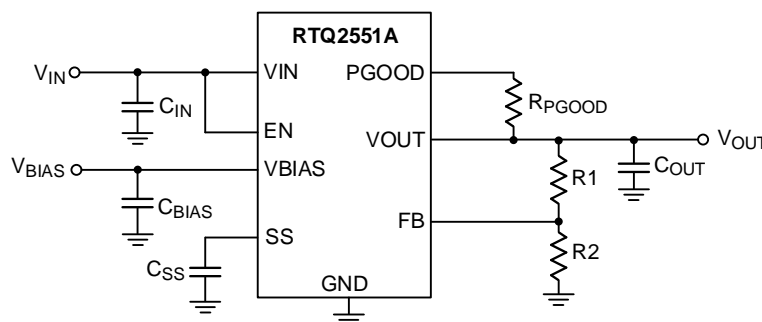 RTQ2551A
VIN
VIN
PGOOD
RPGOOD
CIN
EN
VOUT
VOUT
VBIAS
VBIAS
R1
COUT
CBIAS
FB
SS
R2
CSS
GND